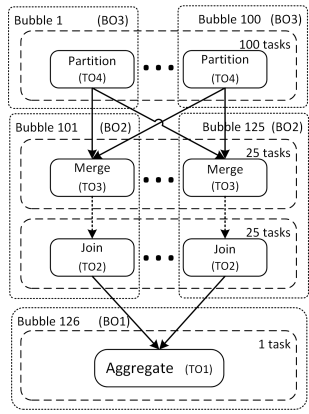 Bubble 1 (BO3)
Bubble 100 (BO3)
100 tasks
Partition
(TO4)
Partition
(TO4)
Bubble 101 (BO2)
Bubble 125 (BO2)
25 tasks
Merge
(TO3)
Merge
(TO3)
25 tasks
Join
(TO2)
Join
(TO2)
Bubble 126 (BO1)
1 task
Aggregate (TO1)